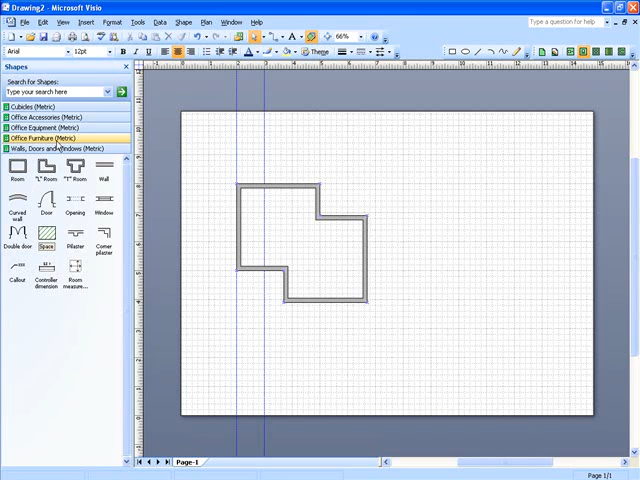 Drawing2 - Microsoft Visio
File Edit View Insert Format Tools Data Shape Plan Window Help
Type a question for help
66%
Arial 12pt. B I U Theme
Shapes
Search for Shapes:
Type your search here
Cubicles (Metric)
Office Accessories (Metric)
Office Equipment (Metric)
Office Furniture (Metric)
Walls, Doors and Windows (Metric)
Room "L" Room "T" Room Wall
Curved wall Door Opening Window
Double door Space Pilaster Corner pilaster
Callout Controller dimension Room measure...
Page-1
Page 1/1